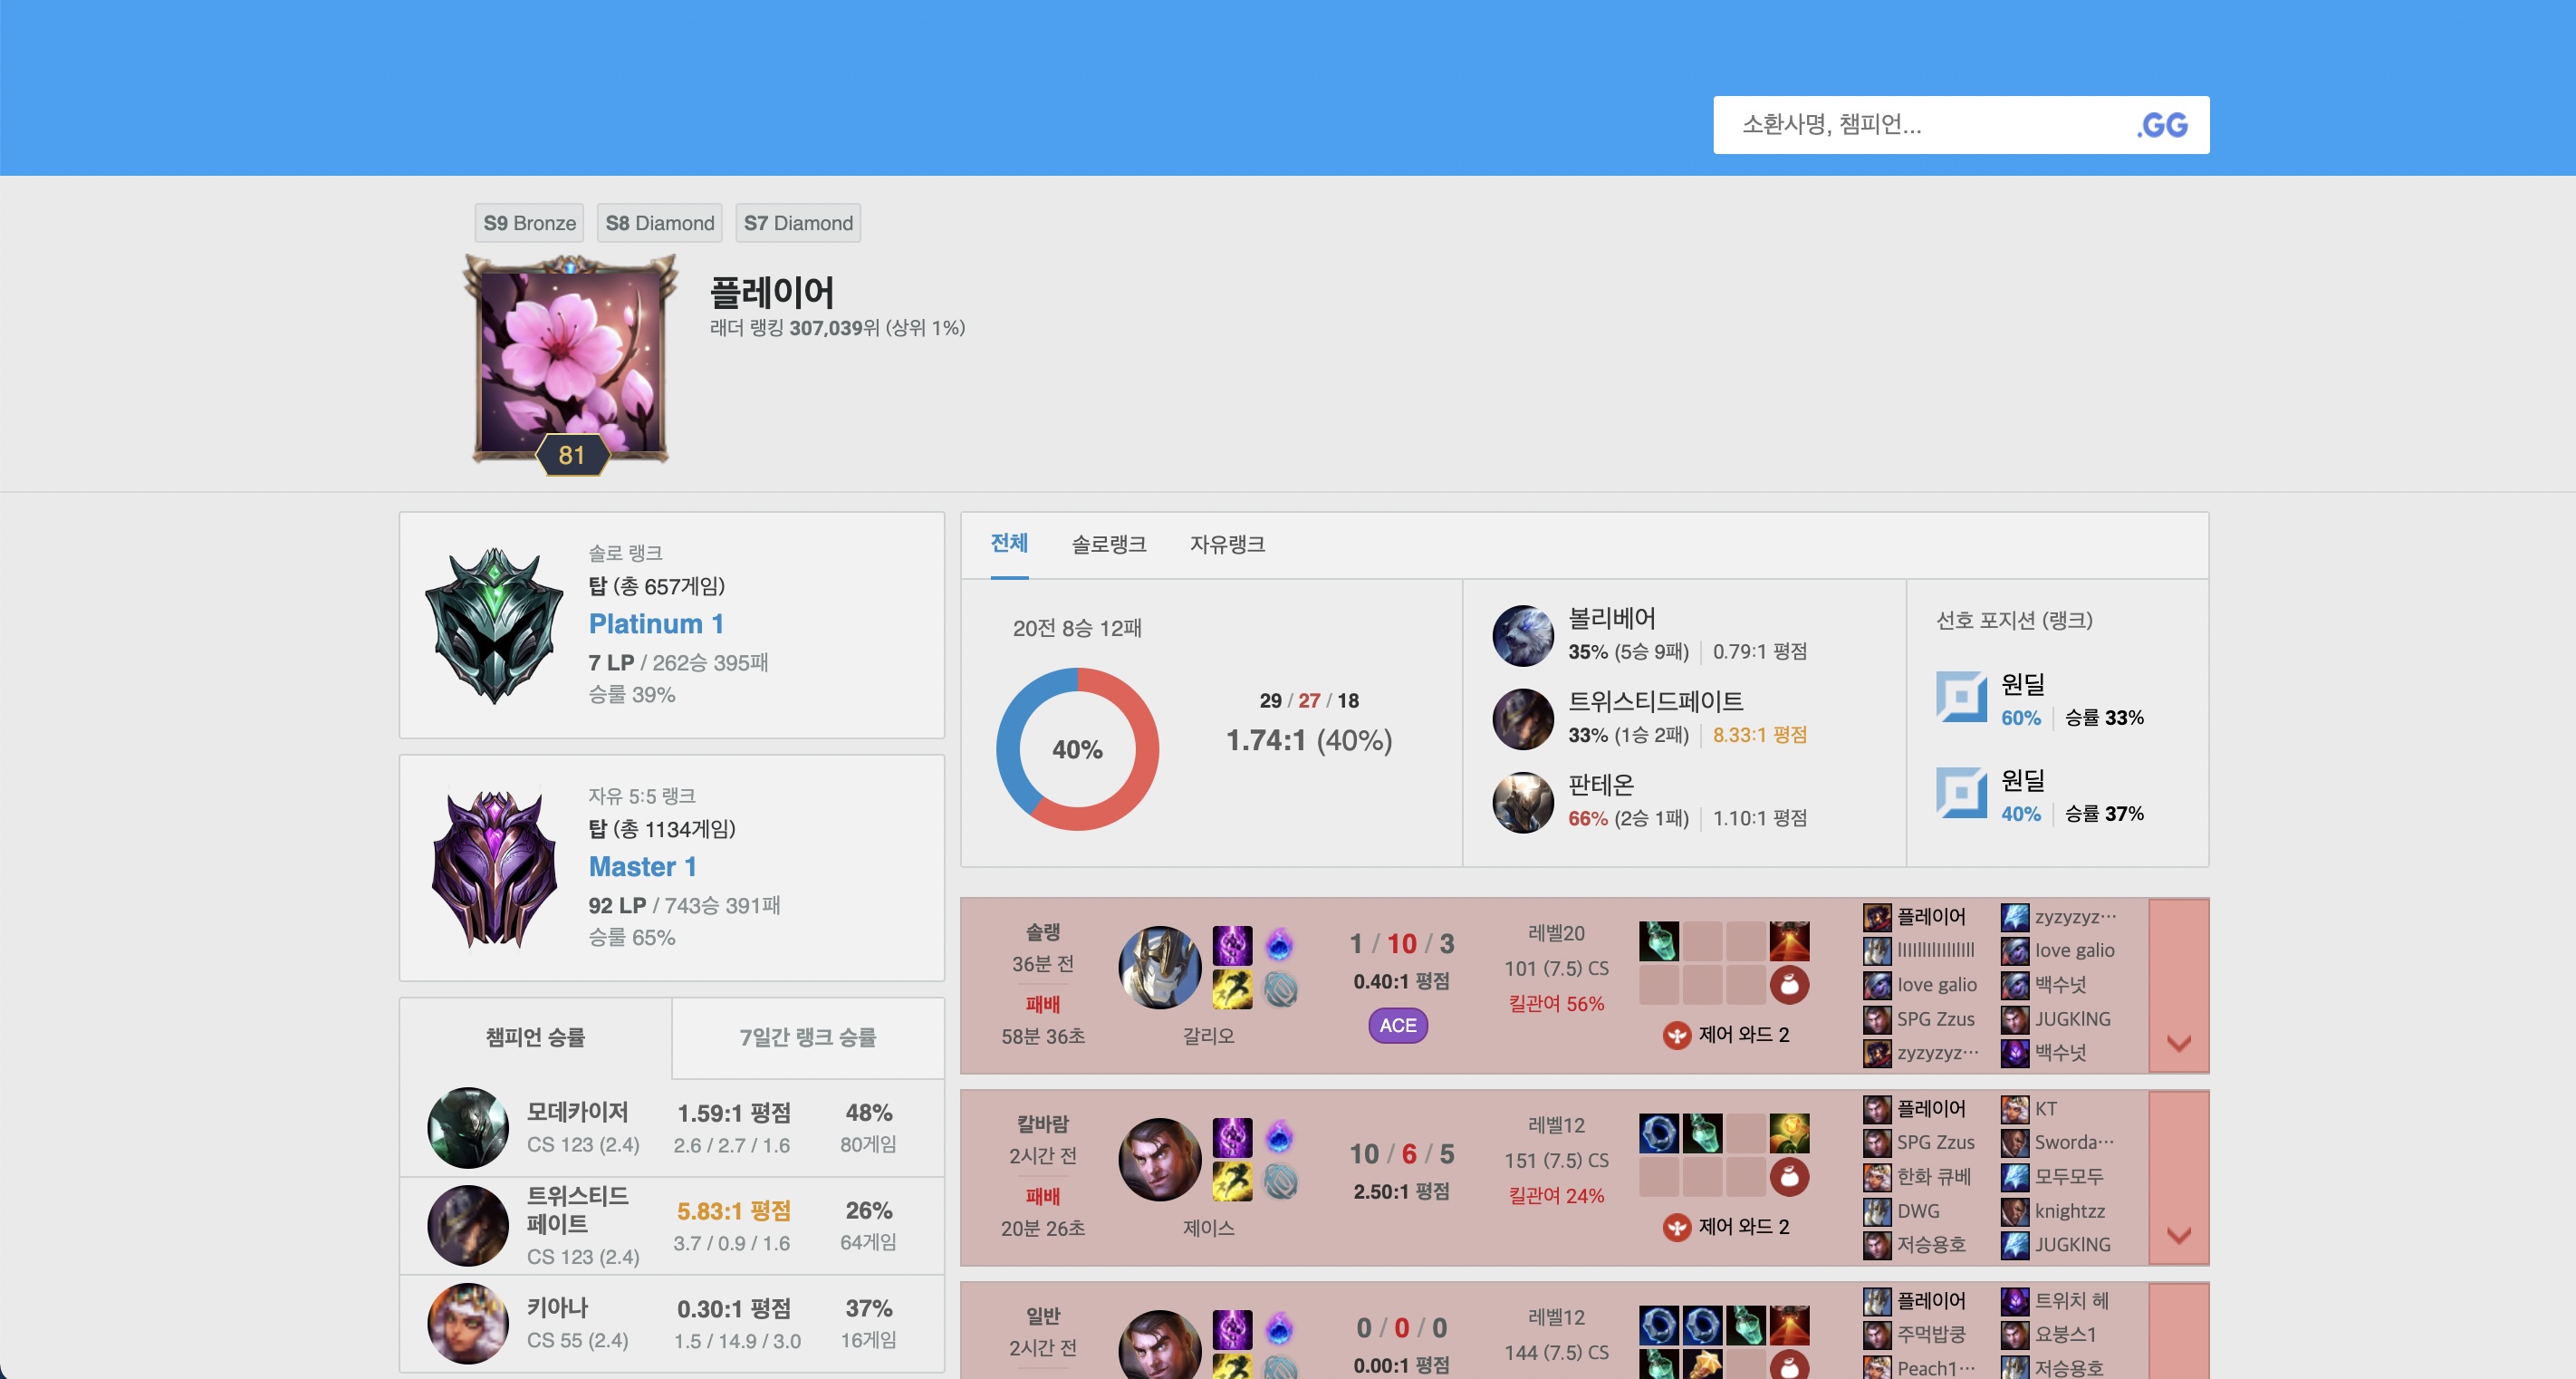 소환사명, 챔피언...
.GG
S9 Bronze
S8 Diamond
S7 Diamond
플레이어
래더 랭킹 307,039위 (상위 1%)
81
솔로 랭크
탑 (총 657게임)
Platinum 1
7 LP / 262승 395패
승률 39%
자유 5:5 랭크
탑 (총 1134게임)
Master 1
92 LP / 743승 391패
승률 65%
챔피언 승률
7일간 랭크 승률
모데카이저
CS 123 (2.4)
1.59:1 평점
2.6 / 2.7 / 1.6
48%
80게임
트위스티드
페이트
CS 123 (2.4)
5.83:1 평점
3.7 / 0.9 / 1.6
26%
64게임
키아나
CS 55 (2.4)
0.30:1 평점
1.5 / 14.9 / 3.0
37%
16게임
전체
솔로랭크
자유랭크
20전 8승 12패
40%
29 / 27 / 18
1.74:1 (40%)
볼리베어
35% (5승 9패)
0.79:1 평점
트위스티드페이트
33% (1승 2패)
8.33:1 평점
판테온
66% (2승 1패)
1.10:1 평점
선호 포지션 (랭크)
원딜
60%
승률 33%
원딜
40%
승률 37%
솔랭
36분 전
패배
58분 36초
갈리오
1 / 10 / 3
0.40:1 평점
ACE
레벨20
101 (7.5) CS
킬관여 56%
제어 와드 2
플레이어
love galio
SPG Zzus
zyzyzyz…
zyzyzyz…
love galio
백수넛
JUGKlNG
백수넛
칼바람
2시간 전
패배
20분 26초
제이스
10 / 6 / 5
2.50:1 평점
레벨12
151 (7.5) CS
킬관여 24%
제어 와드 2
플레이어
SPG Zzus
한화 큐베
DWG
저승용호
KT
Sworda…
모두모두
knightzz
JUGKlNG
일반
2시간 전
0 / 0 / 0
0.00:1 평점
레벨12
144 (7.5) CS
플레이어
주먹밥쿵
Peach1…
트위치 헤
요붕스1
저승용호